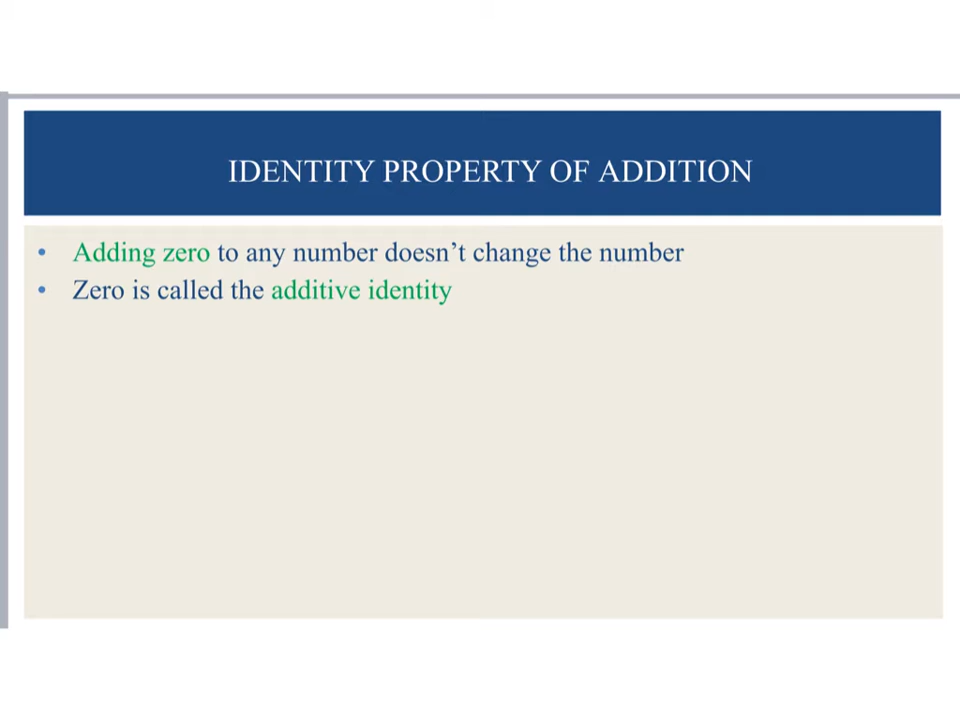 IDENTITY PROPERTY OF ADDITION
• Adding zero to any number doesn’t change the number
• Zero is called the additive identity